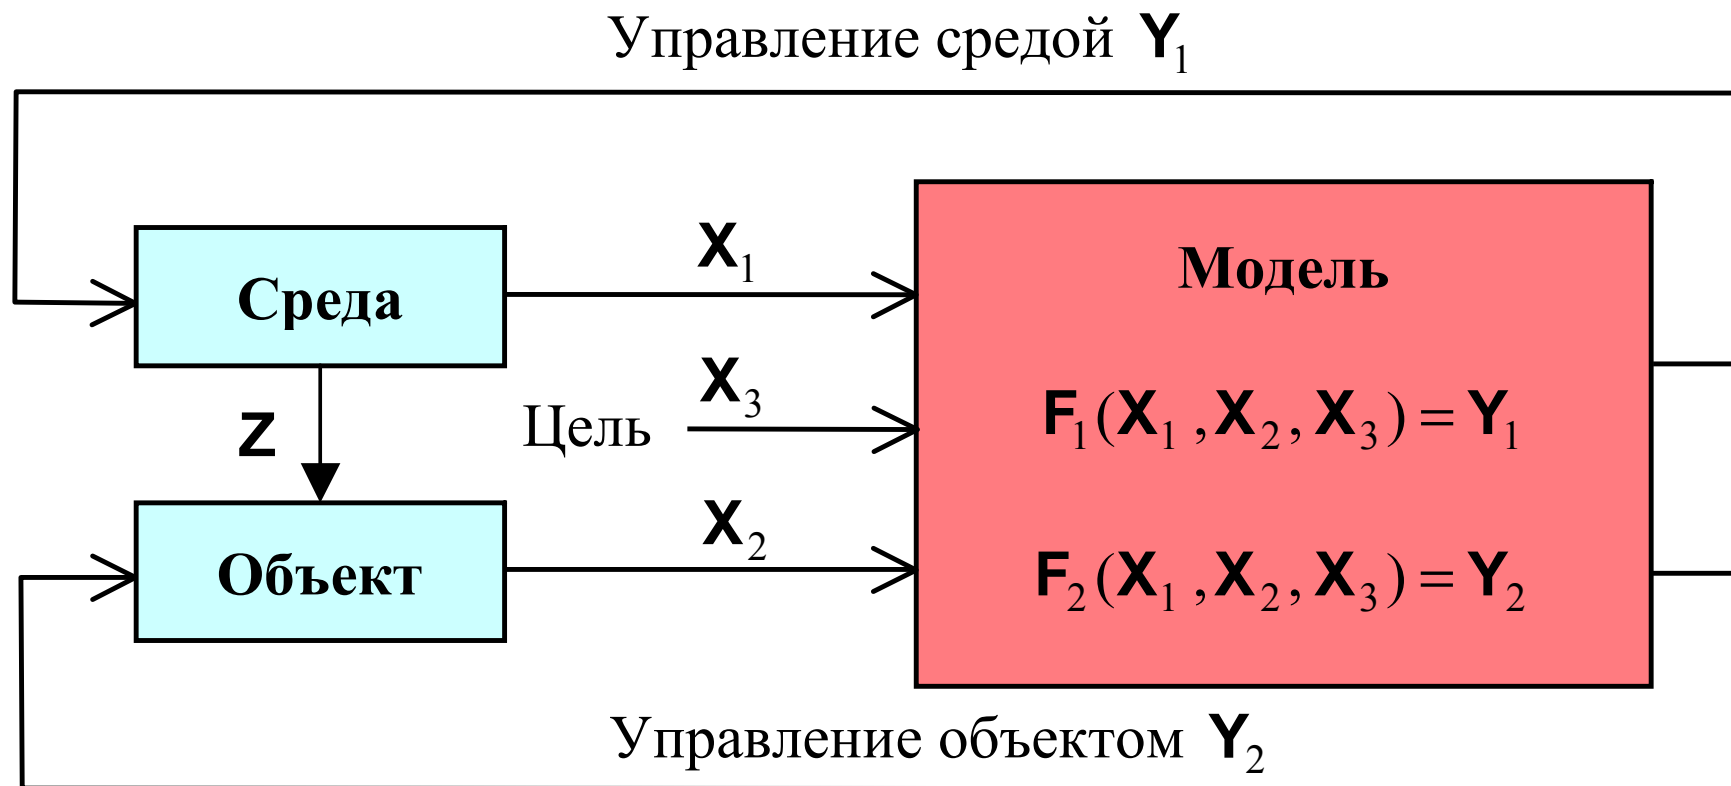 Управление средой Y₁
X₁
Среда
Модель
X₃
Z
Цель
F₁(X₁, X₂, X₃) = Y₁
X₂
Объект
F₂(X₁, X₂, X₃) = Y₂
Управление объектом Y₂